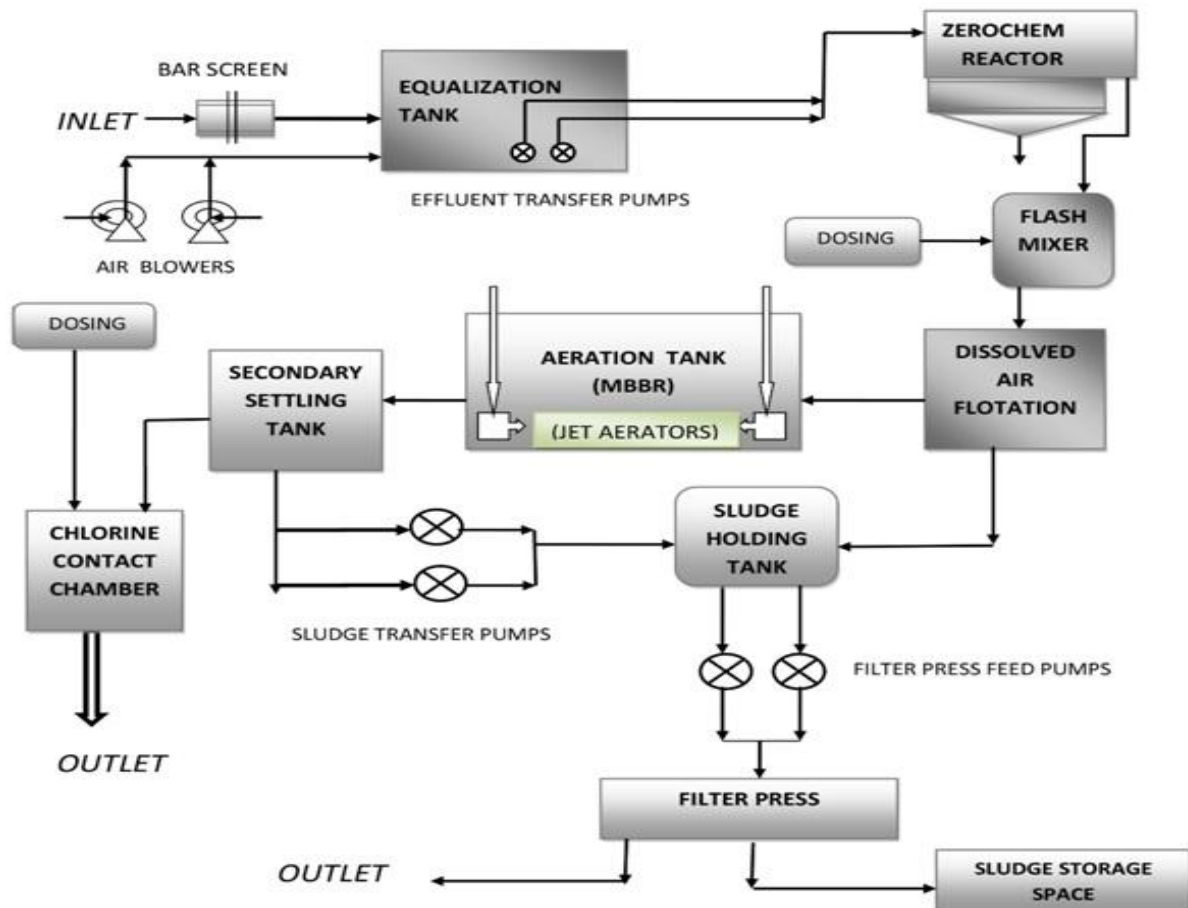 ZEROCHEM
REACTOR
BAR SCREEN
EQUALIZATION
TANK
INLET
EFFLUENT TRANSFER PUMPS
AIR BLOWERS
DOSING
FLASH
MIXER
DOSING
SECONDARY
SETTLING
TANK
AERATION TANK
(MBBR)
(JET AERATORS)
DISSOLVED
AIR
FLOTATION
CHLORINE
CONTACT
CHAMBER
SLUDGE
HOLDING
TANK
SLUDGE TRANSFER PUMPS
FILTER PRESS FEED PUMPS
OUTLET
FILTER PRESS
OUTLET
SLUDGE STORAGE
SPACE